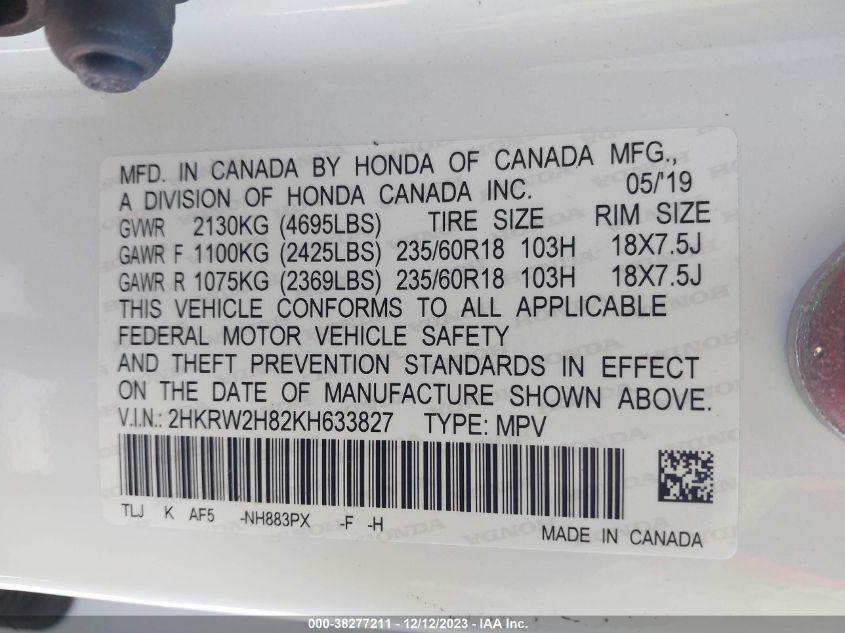 MFD. IN CANADA BY HONDA OF CANADA MFG.,
A DIVISION OF HONDA CANADA INC. 05/'19
GVWR 2130KG (4695LBS) TIRE SIZE RIM SIZE
GAWR F 1100KG (2425LBS) 235/60R18 103H 18X7.5J
GAWR R 1075KG (2369LBS) 235/60R18 103H 18X7.5J
THIS VEHICLE CONFORMS TO ALL APPLICABLE
FEDERAL MOTOR VEHICLE SAFETY
AND THEFT PREVENTION STANDARDS IN EFFECT
ON THE DATE OF MANUFACTURE SHOWN ABOVE.
V.I.N.: 2HKRW2H82KH633827 TYPE: MPV
TLJ K AF5 -NH883PX -F -H
MADE IN CANADA
000-38277211 - 12/12/2023 - IAA Inc.